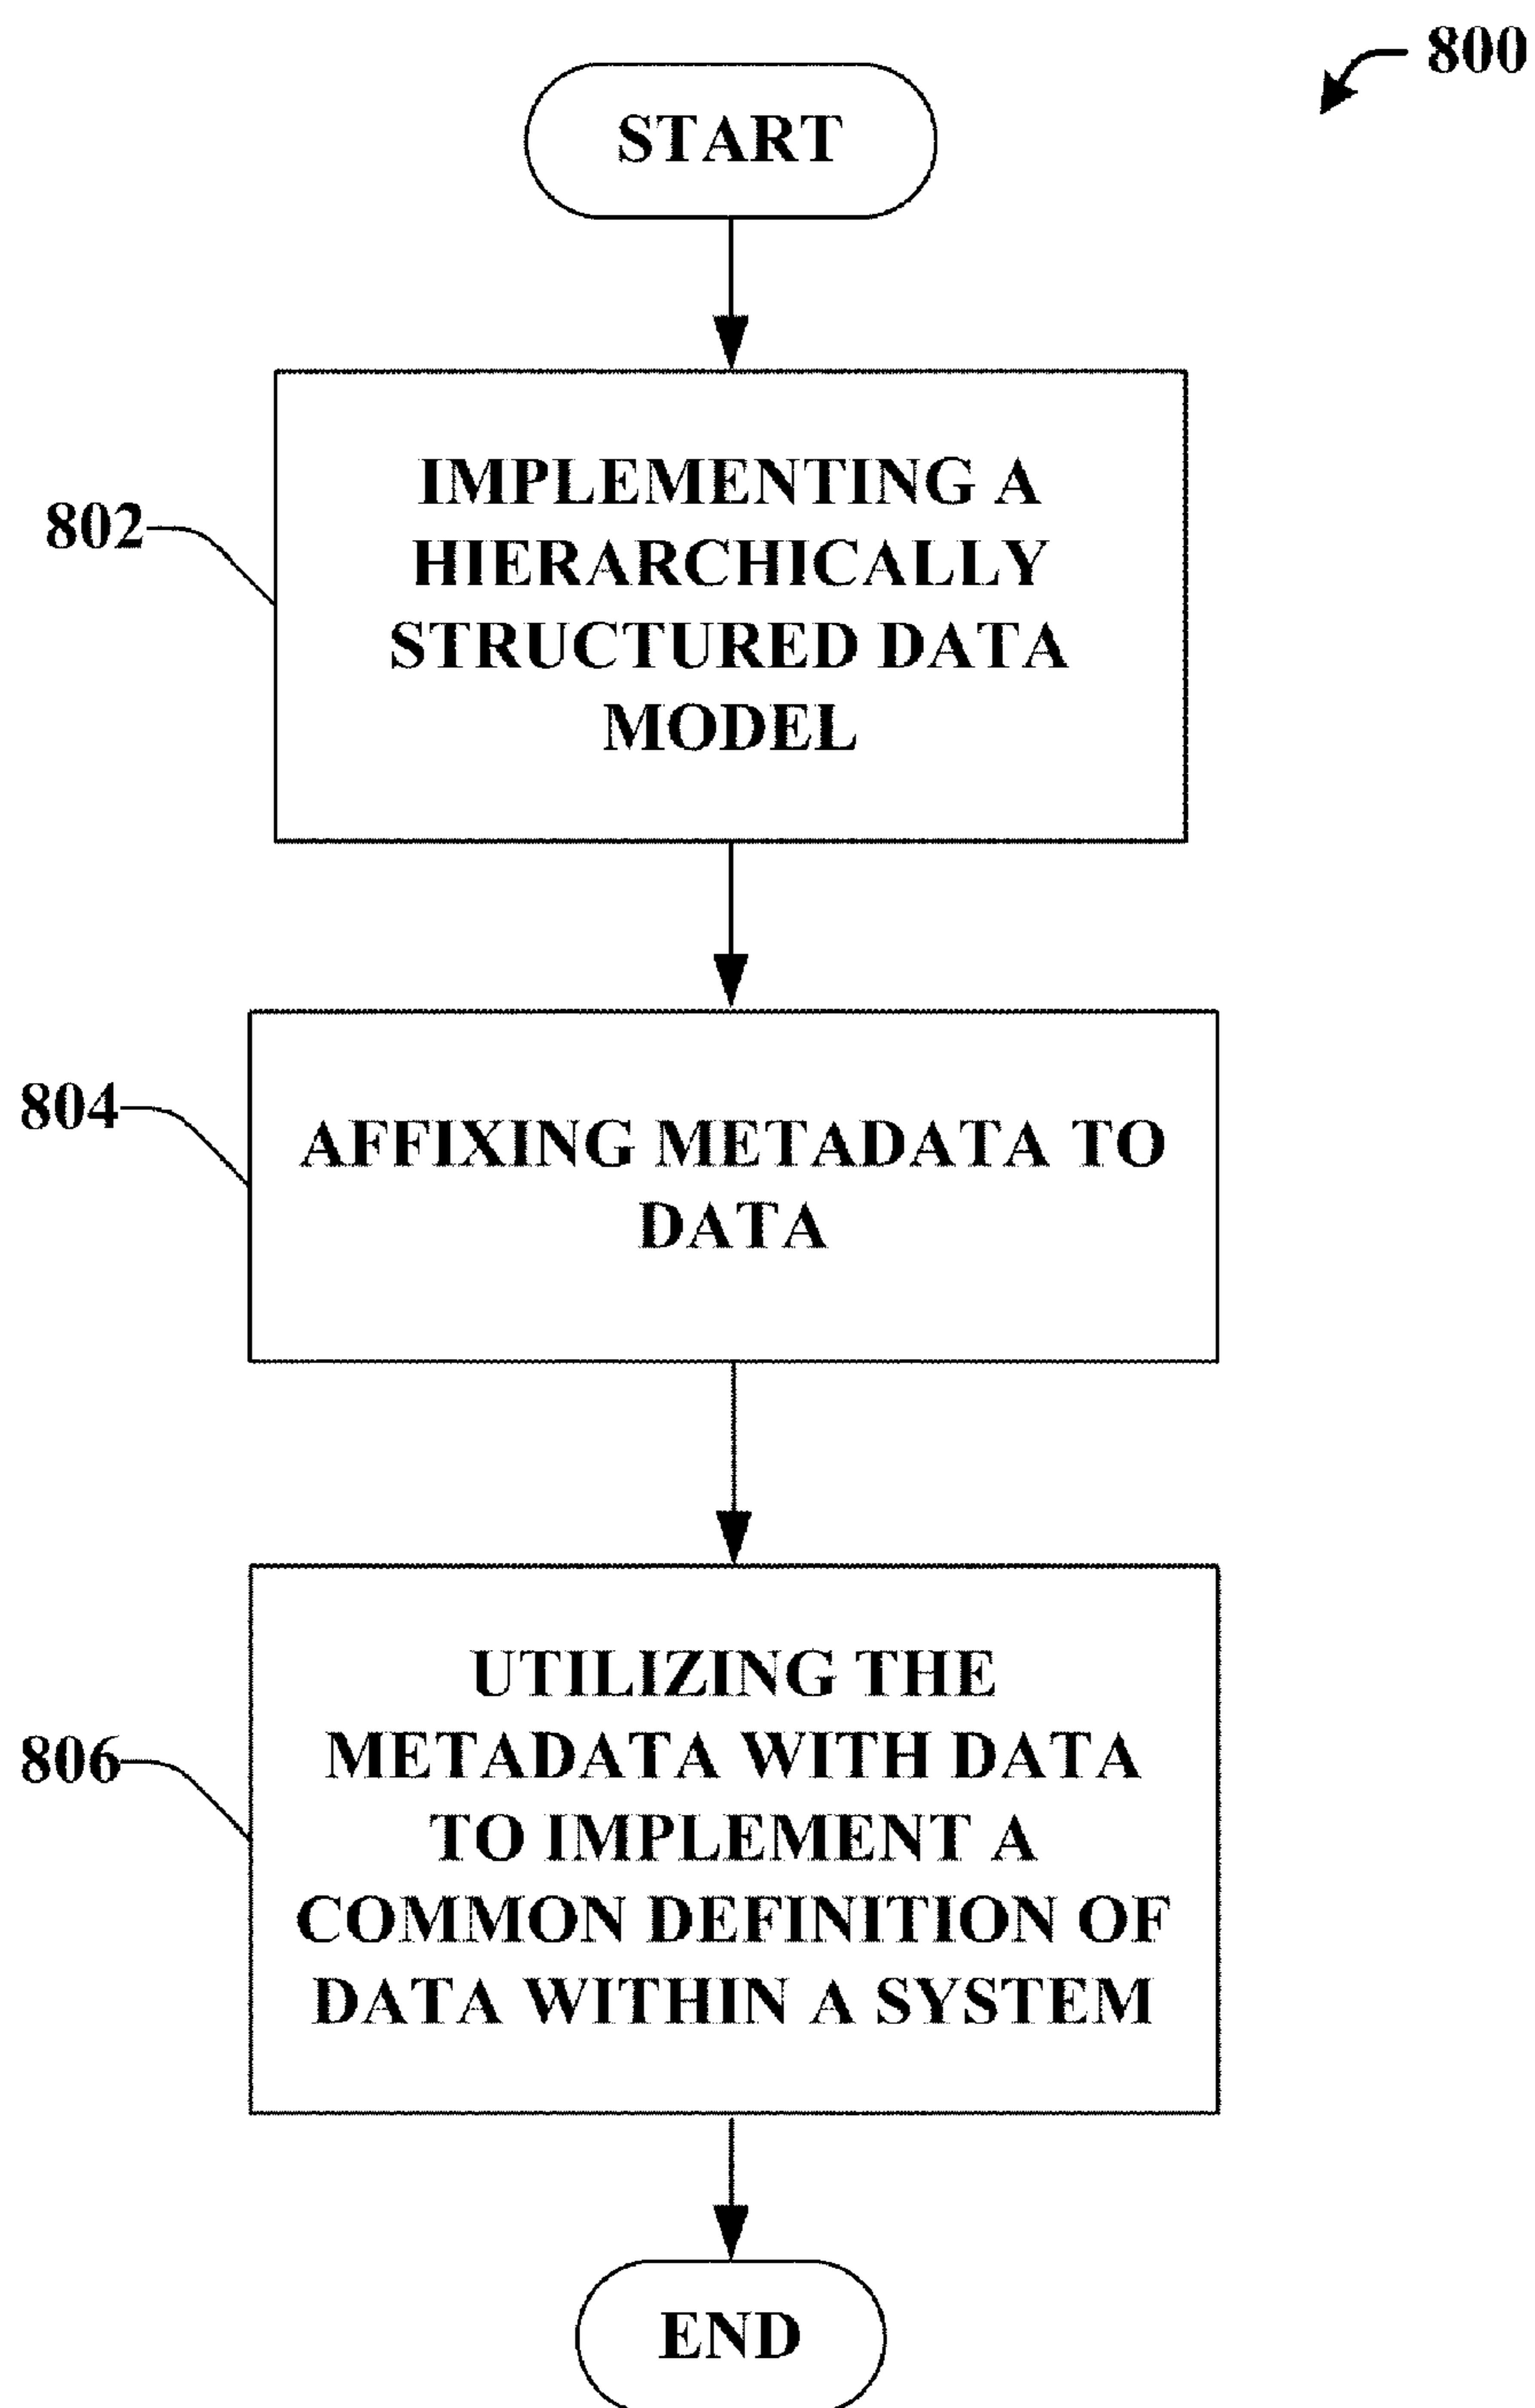 800
START
802
IMPLEMENTING A
HIERARCHICALLY
STRUCTURED DATA
MODEL
804
AFFIXING METADATA TO
DATA
806
UTILIZING THE
METADATA WITH DATA
TO IMPLEMENT A
COMMON DEFINITION OF
DATA WITHIN A SYSTEM
END